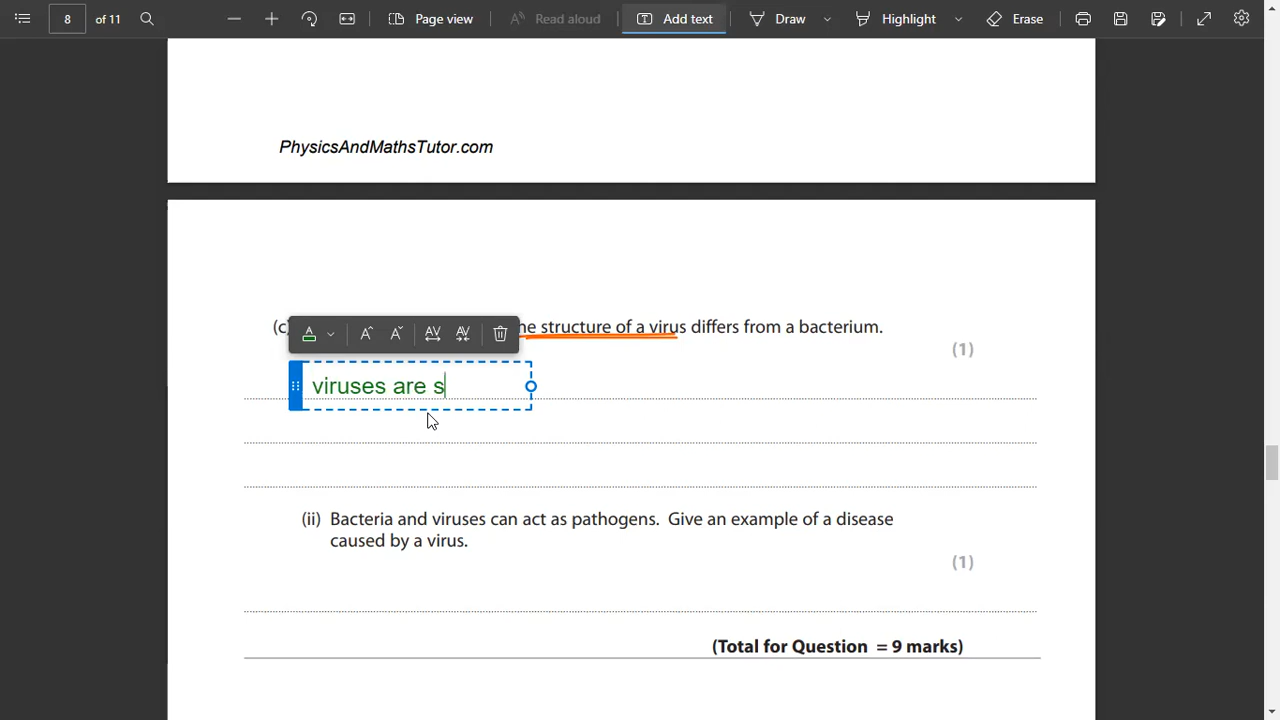 8 of 11 Page view Read aloud Add text Draw Highlight Erase
PhysicsAndMathsTutor.com
(c) he structure of a virus differs from a bacterium.
(1)
viruses are s
(ii) Bacteria and viruses can act as pathogens. Give an example of a disease
caused by a virus.
(1)
(Total for Question = 9 marks)